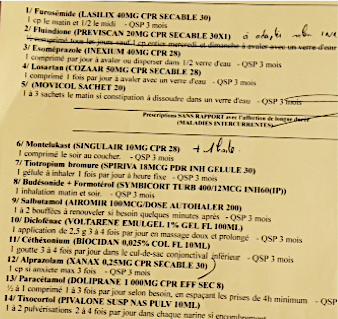 1/ Furosémide (LASILIX 40MG CPR SECABLE 30)
1 cp le matin et 1/2 le midi - QSP 3 mois
2/ Fluindione (PREVISCAN 20MG CPR SECABLE 30X1) à adapter selon INR
1 comprimé tous les jours sauf 1 cp entier mercredi et dimanche à avaler avec un verre d'eau
3/ Esoméprazole (INEXIUM 40MG CPR 28)
1 comprimé par jour à avaler ou disperser dans 1/2 verre d'eau - QSP 3 mois
4/ Losartan (COZAAR 50MG CPR SECABLE 28)
1 comprimé 1 fois par jour à avaler avec un verre d'eau - QSP 3 mois
5/ (MOVICOL SACHET 20)
1 à 3 sachets le matin si constipation à dissoudre dans un verre d'eau - QSP 3 mois
Prescriptions SANS RAPPORT avec l'affection de longue durée
(MALADIES INTERCURRENTES)
6/ Montelukast (SINGULAIR 10MG CPR 28)
1 comprimé le soir au coucher. - QSP 3 mois
7/ Tiotropium bromure (SPIRIVA 18MCG PDR INH GELULE 30)
1 gélule à inhaler 1 fois par jour à heure fixe - QSP 3 mois
8/ Budésonide + Formotérol (SYMBICORT TURB 400/12MCG INH60(IP))
1 inhalation matin et soir. - QSP 3 mois
9/ Salbutamol (AIROMIR 100MCG/DOSE AUTOHALER 200)
1 à 2 bouffées à renouveler si besoin quelques minutes après - QSP 3 mois
10/ Diclofénac (VOLTARENE EMULGEL 1% GEL FL 100ML)
1 application de 2,5 g 3 à 4 fois par jour en massage doux et prolongé - QSP 3 mois
11/ Céthéxonium (BIOCIDAN 0,025% COL FL 10ML)
1 goutte 3 à 4 fois par jour dans le cul-de-sac conjonctival inférieur - QSP 3 mois
12/ Alprazolam (XANAX 0,25MG CPR SECABLE 30)
1 cp si anxiete max 3 fois - QSP 3 mois
13/ Paracétamol (DOLIPRANE 1 000MG CPR EFF SEC 8)
½ à 1 comprimé 1 à 3 fois par jour selon besoin, en espaçant les prises de 4h minimum - QSP
14/ Tixocortol (PIVALONE SUSP NAS PULV 10ML)
1 à 2 pulvérisations 2 à 4 fois par jour dans chaque narine si encombrement